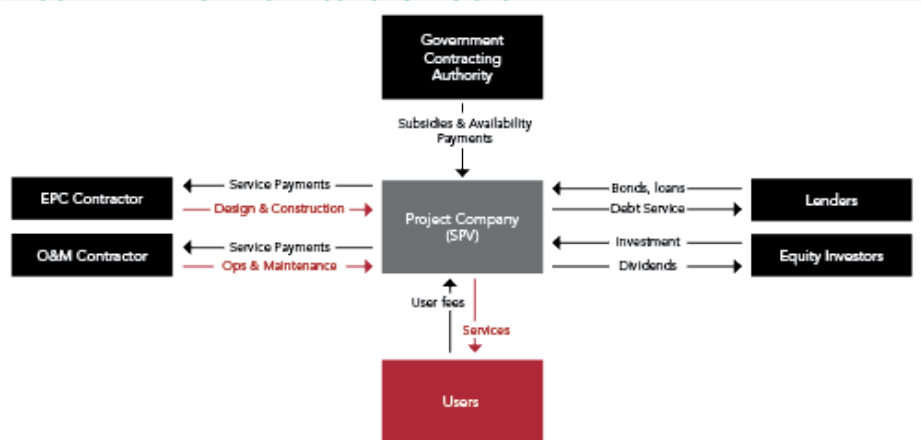 Government
Contracting
Authority
Subsidies & Availability
Payments
EPC Contractor
Service Payments
Design & Construction
O&M Contractor
Service Payments
Ops & Maintenance
Project Company
(SPV)
Bonds, loans
Debt Service
Lenders
Investment
Dividends
Equity Investors
User fees
Services
Users